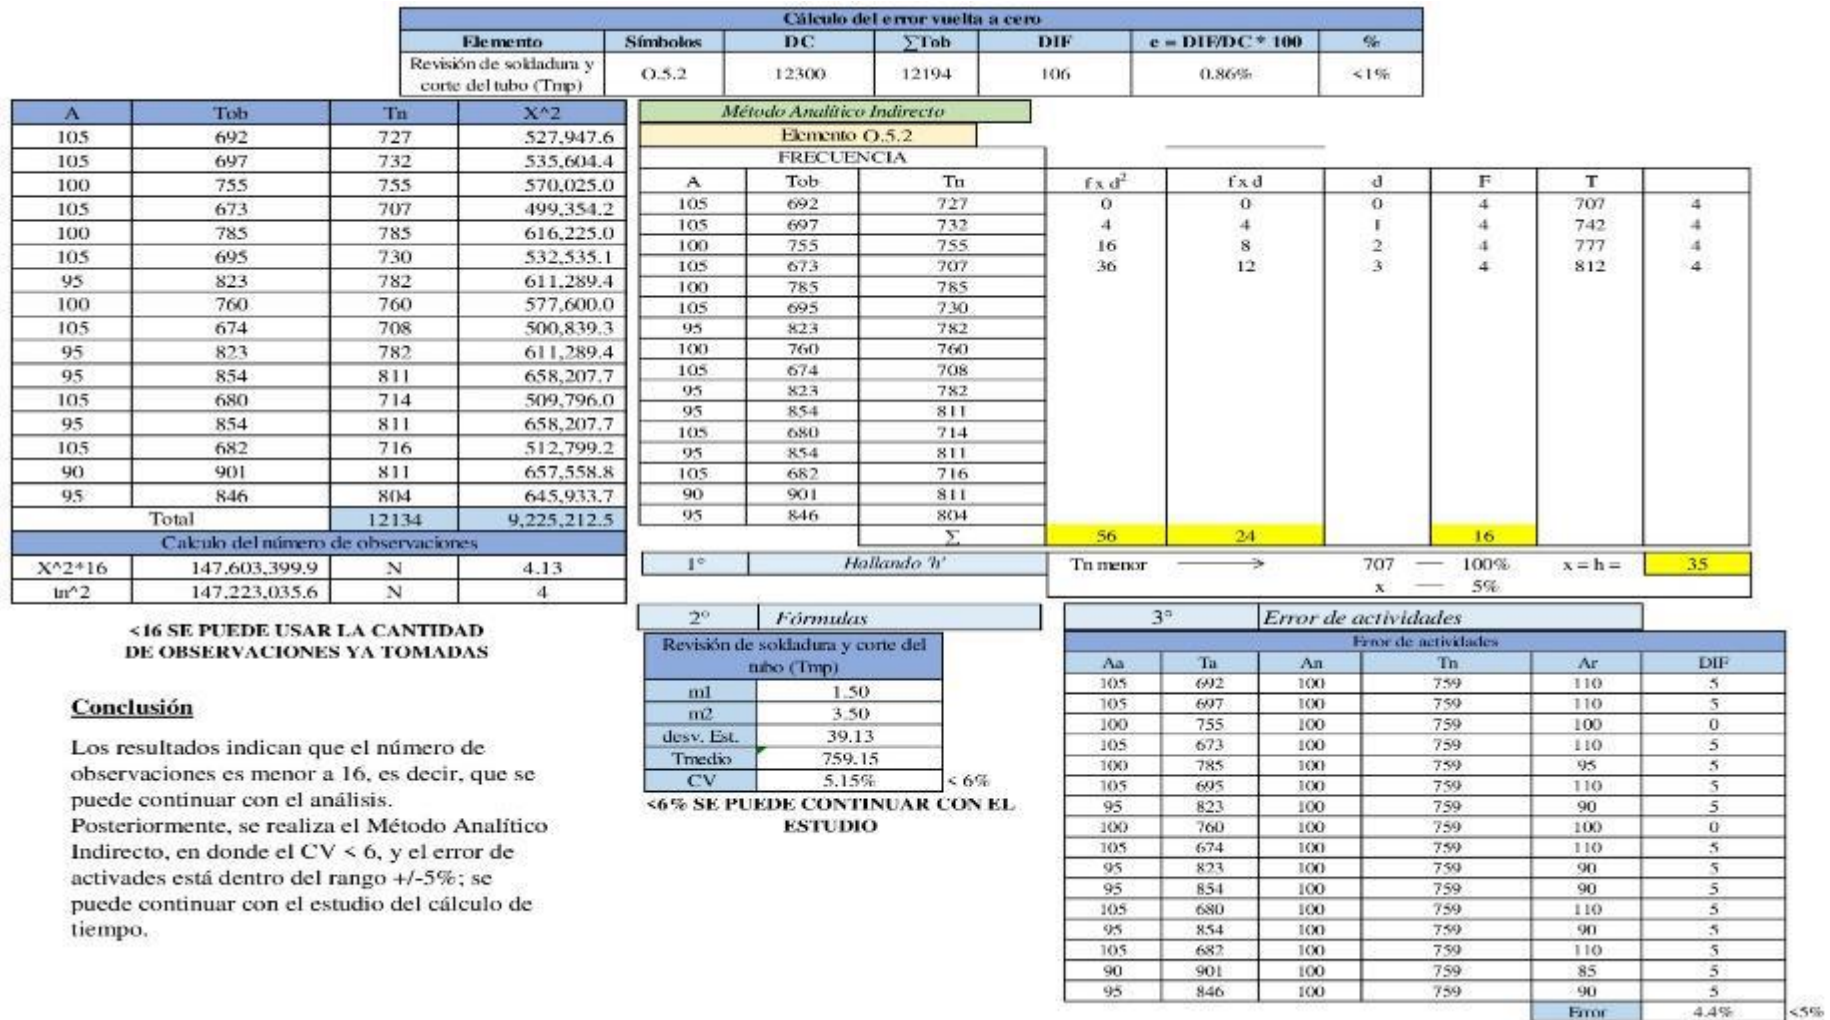 Cálculo del error vuelta a cero
Elemento Símbolos DC ∑Tob DIF e = DIF/DC * 100 %
Revisión de soldadura y corte del tubo (Tmp) O.5.2 12300 12194 106 0.86% <1%
A Tob Tn X^2
105 692 727 527,947.6
105 697 732 535,604.4
100 755 755 570,025.0
105 673 707 499,354.2
100 785 785 616,225.0
105 695 730 532,535.1
95 823 782 611,289.4
100 760 760 577,600.0
105 674 708 500,839.3
95 823 782 611,289.4
95 854 811 658,207.7
105 680 714 509,796.0
95 854 811 658,207.7
105 682 716 512,799.2
90 901 811 657,558.8
95 846 804 645,933.7
Total 12134 9,225,212.5
Calculo del número de observaciones
X^2*16 147,603,399.9 N 4.13
tn^2 147,223,035.6 N 4
<16 SE PUEDE USAR LA CANTIDAD
DE OBSERVACIONES YA TOMADAS
Conclusión
Los resultados indican que el número de
observaciones es menor a 16, es decir, que se
puede continuar con el análisis.
Posteriormente, se realiza el Método Analítico
Indirecto, en donde el CV < 6, y el error de
activades está dentro del rango +/-5%; se
puede continuar con el estudio del cálculo de
tiempo.
Método Analítico Indirecto
Elemento O.5.2
FRECUENCIA
A Tob Tn f x d² f x d d F T
105 692 727 0 0 0 4 707 4
105 697 732 4 4 1 4 742 4
100 755 755 16 8 2 4 777 4
105 673 707 36 12 3 4 812 4
100 785 785
105 695 730
95 823 782
100 760 760
105 674 708
95 823 782
95 854 811
105 680 714
95 854 811
105 682 716
90 901 811
95 846 804
∑ 56 24 16
1° Hallando 'h' Tn menor 707 — 100% x = h = 35
x — 5%
2° Fórmulas
Revisión de soldadura y corte del
tubo (Tmp)
m1 1.50
m2 3.50
desv. Est. 39.13
Tmedio 759.15
CV 5.15% < 6%
<6% SE PUEDE CONTINUAR CON EL
ESTUDIO
3° Error de actividades
Error de actividades
Aa Ta An Tn Ar DIF
105 692 100 759 110 5
105 697 100 759 110 5
100 755 100 759 100 0
105 673 100 759 110 5
100 785 100 759 95 5
105 695 100 759 110 5
95 823 100 759 90 5
100 760 100 759 100 0
105 674 100 759 110 5
95 823 100 759 90 5
95 854 100 759 90 5
105 680 100 759 110 5
95 854 100 759 90 5
105 682 100 759 110 5
90 901 100 759 85 5
95 846 100 759 90 5
Error 4.4% <5%